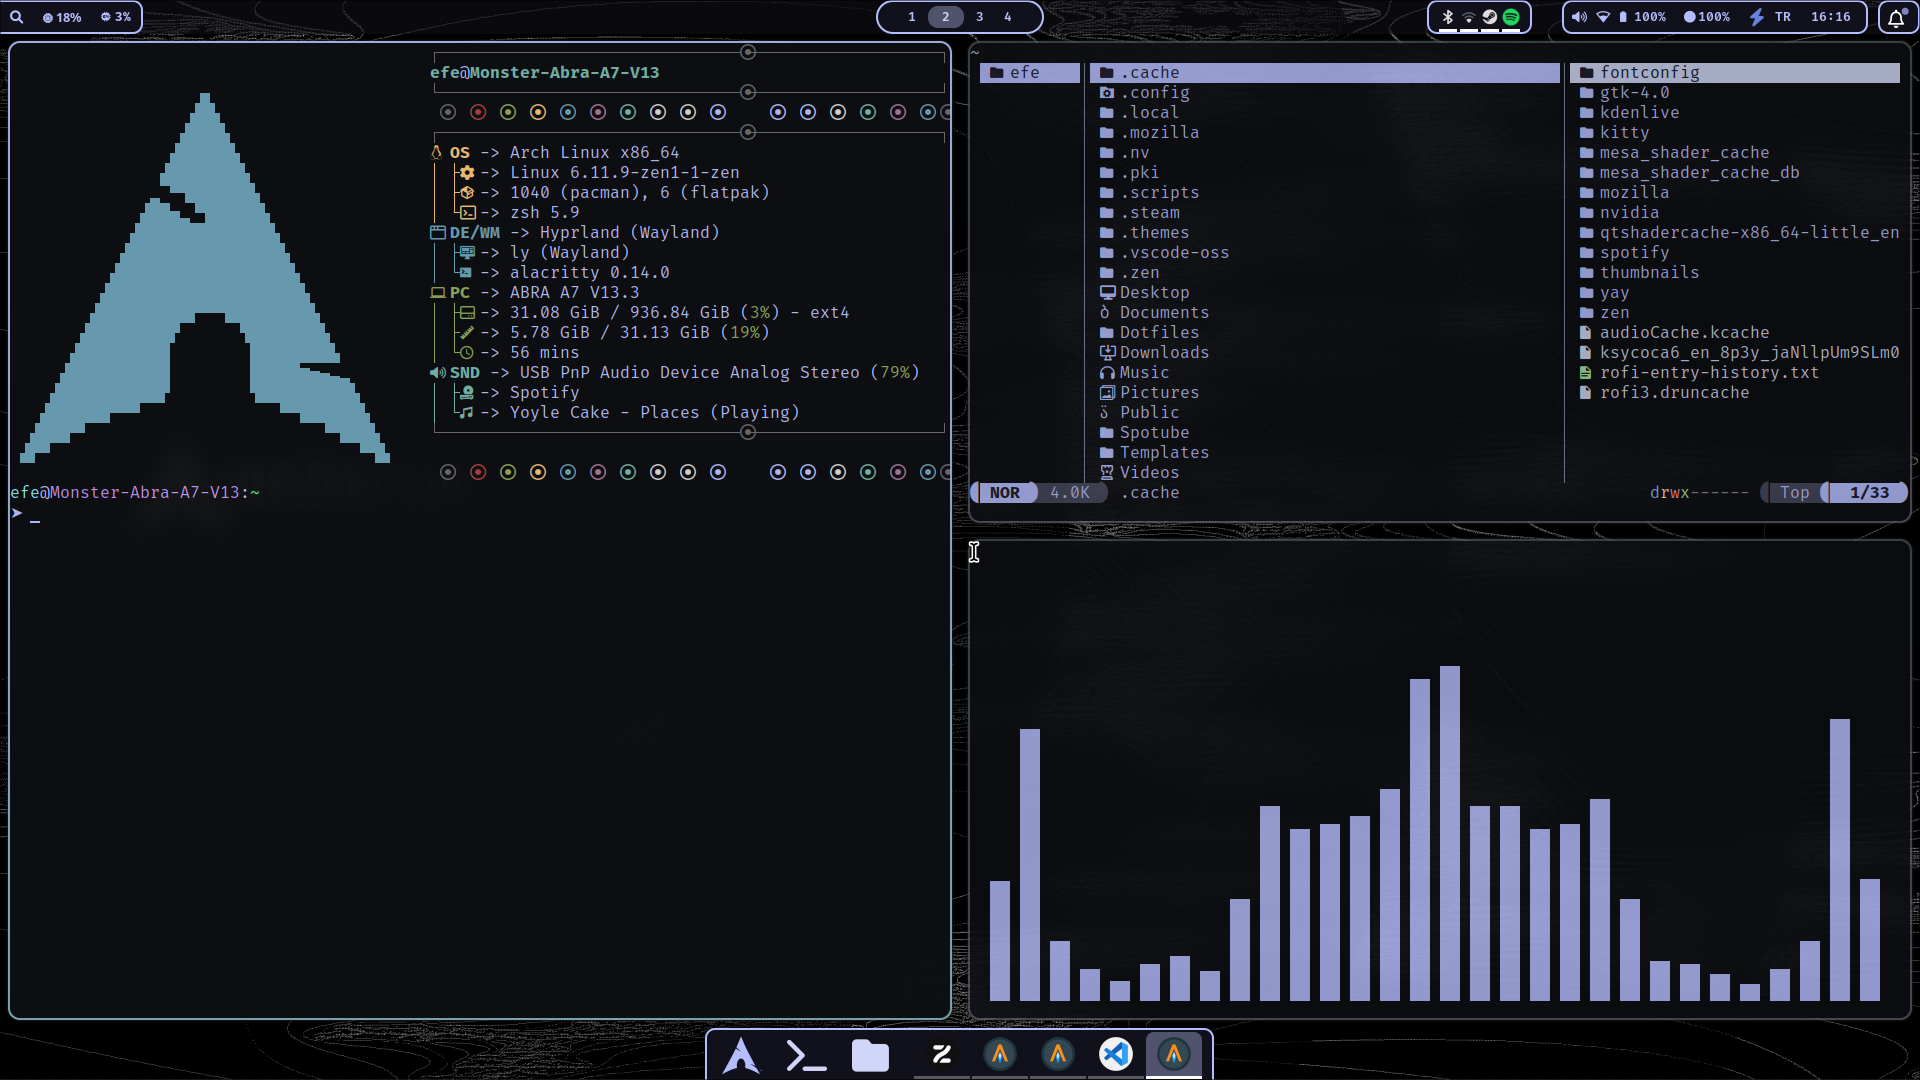 18% 3%
1 2 3 4
100% 100% TR 16:16
efe@Monster-Abra-A7-V13
OS -> Arch Linux x86_64
-> Linux 6.11.9-zen1-1-zen
-> 1040 (pacman), 6 (flatpak)
-> zsh 5.9
DE/WM -> Hyprland (Wayland)
-> ly (Wayland)
-> alacritty 0.14.0
PC -> ABRA A7 V13.3
-> 31.08 GiB / 936.84 GiB (3%) - ext4
-> 5.78 GiB / 31.13 GiB (19%)
-> 56 mins
SND -> USB PnP Audio Device Analog Stereo (79%)
-> Spotify
-> Yoyle Cake - Places (Playing)
efe@Monster-Abra-A7-V13:~
➤ _
~
efe
.cache
.config
.local
.mozilla
.nv
.pki
.scripts
.steam
.themes
.vscode-oss
.zen
Desktop
Documents
Dotfiles
Downloads
Music
Pictures
Public
Spotube
Templates
Videos
fontconfig
gtk-4.0
kdenlive
kitty
mesa_shader_cache
mesa_shader_cache_db
mozilla
nvidia
qtshadercache-x86_64-little_en
spotify
thumbnails
yay
zen
audioCache.kcache
ksycoca6_en_8p3y_jaNllpUm9SLm0
rofi-entry-history.txt
rofi3.druncache
NOR 4.0K .cache drwx------ Top 1/33